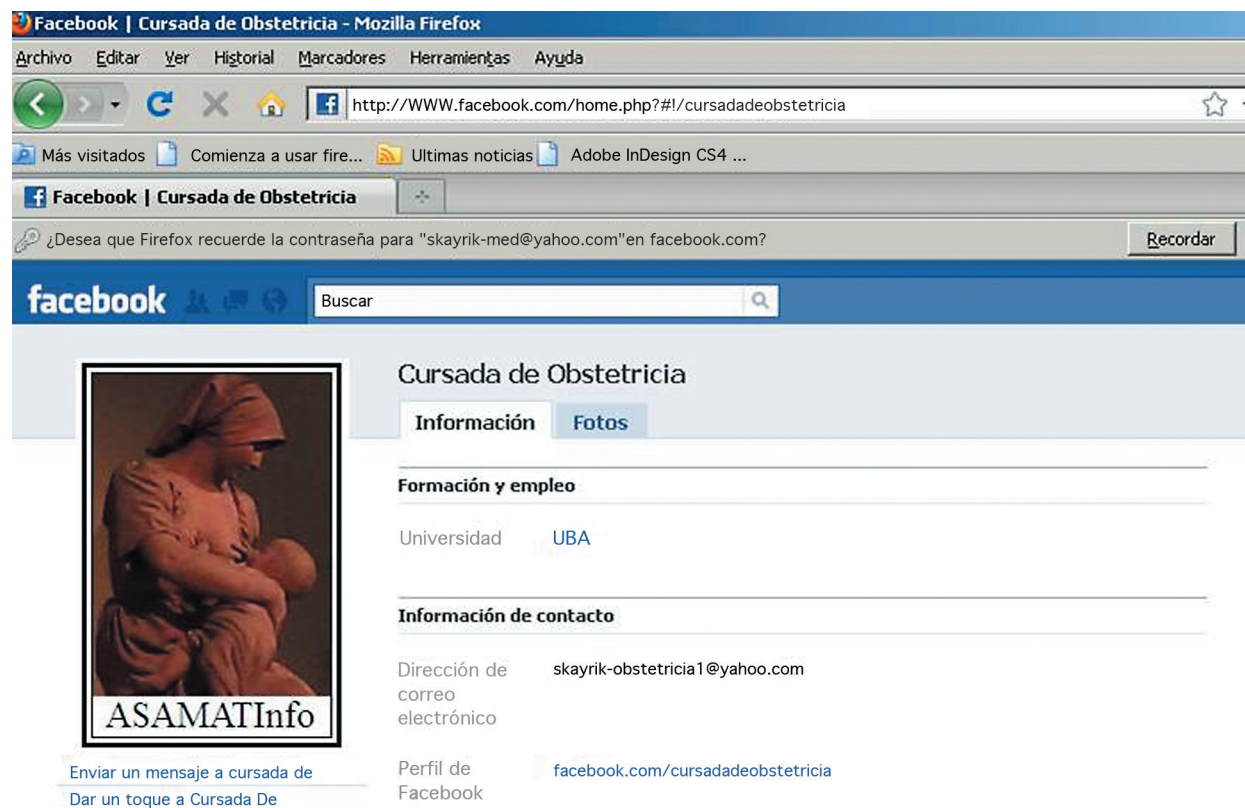 Facebook | Cursada de Obstetricia - Mozilla Firefox
Archivo Editar Ver Historial Marcadores Herramientas Ayuda
http://WWW.facebook.com/home.php?#!/cursadadeobstetricia
Más visitados Comienza a usar fire... Ultimas noticias Adobe InDesign CS4 ...
Facebook | Cursada de Obstetricia
¿Desea que Firefox recuerde la contraseña para "skayrik-med@yahoo.com"en facebook.com? Recordar
facebook Buscar
Cursada de Obstetricia
Información Fotos
Formación y empleo
Universidad UBA
Información de contacto
Dirección de skayrik-obstetricia1@yahoo.com
correo
electrónico
Perfil de facebook.com/cursadadeobstetricia
Facebook
ASAMATInfo
Enviar un mensaje a cursada de
Dar un toque a Cursada De